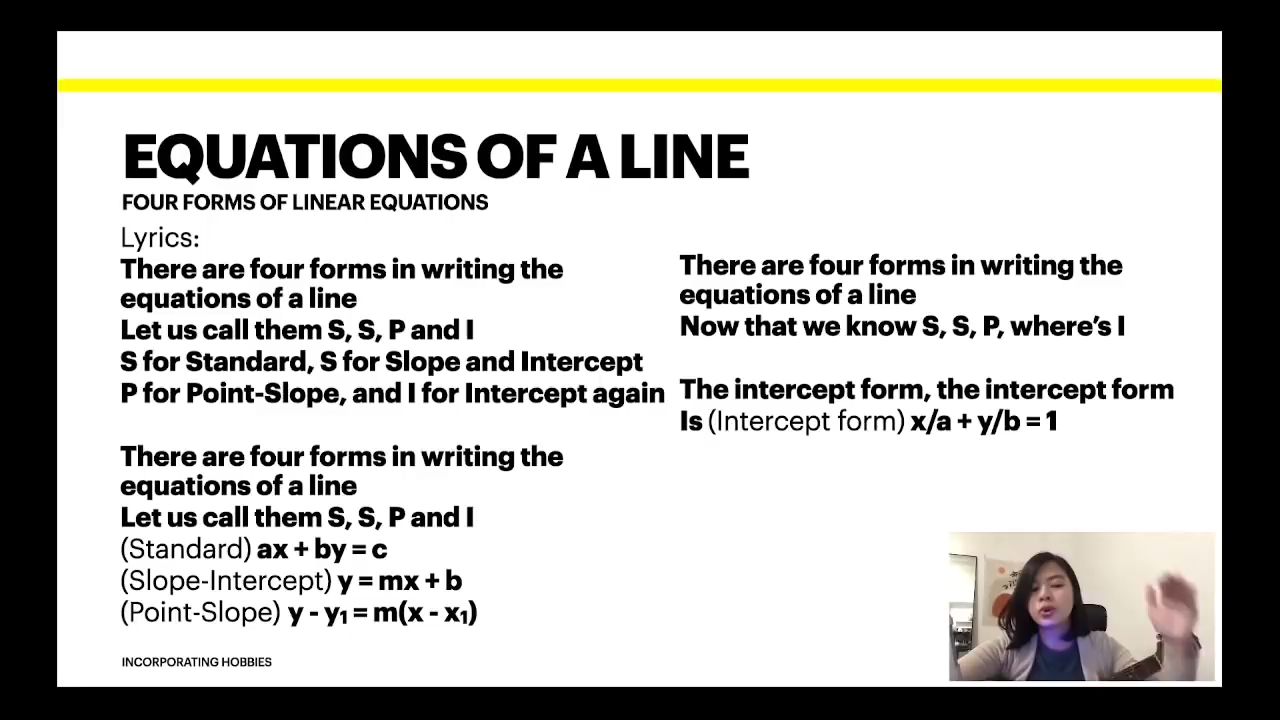 EQUATIONS OF A LINE
FOUR FORMS OF LINEAR EQUATIONS
Lyrics:
There are four forms in writing the
equations of a line
Let us call them S, S, P and I
S for Standard, S for Slope and Intercept
P for Point-Slope, and I for Intercept again
There are four forms in writing the
equations of a line
Let us call them S, S, P and I
(Standard) ax + by = c
(Slope-Intercept) y = mx + b
(Point-Slope) y - y₁ = m(x - x₁)
There are four forms in writing the
equations of a line
Now that we know S, S, P, where’s I
The intercept form, the intercept form
Is (Intercept form) x/a + y/b = 1
INCORPORATING HOBBIES